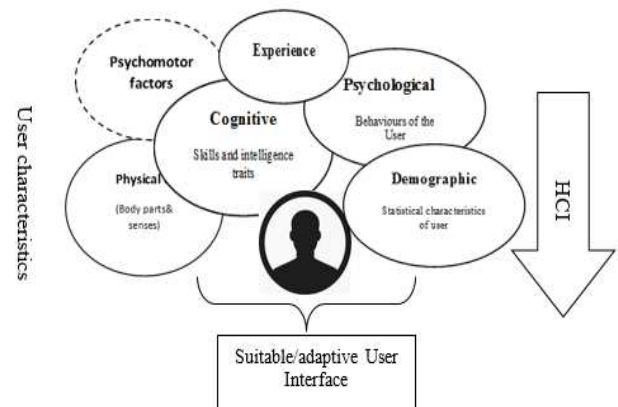 User characteristics
Psychomotor
factors
Experience
Cognitive
Skills and intelligence
traits
Psychological
Behaviours of the
User
Physical
(Body parts&
senses)
Demographic
Statistical characteristics
of user
HCI
Suitable/adaptive User
Interface